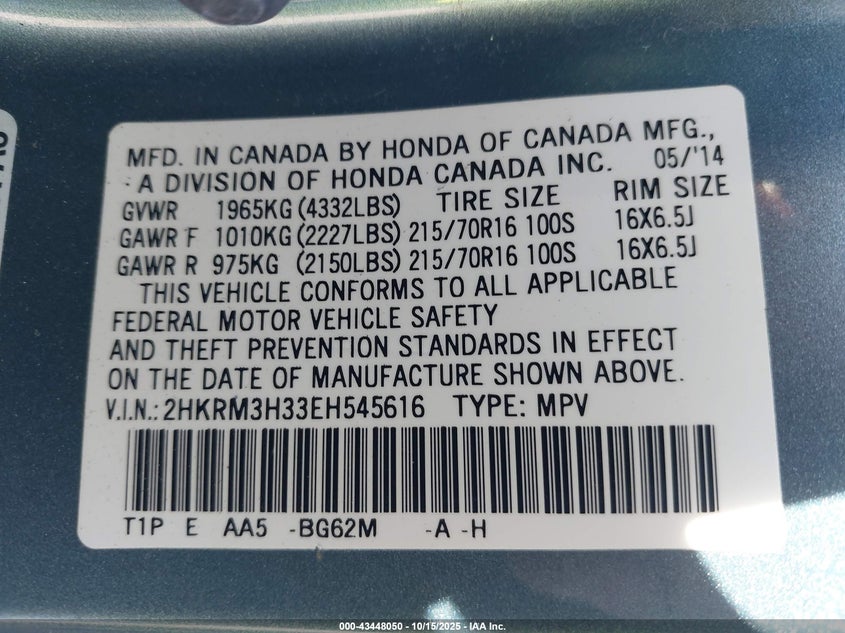 MFD. IN CANADA BY HONDA OF CANADA MFG.,
A DIVISION OF HONDA CANADA INC. 05/'14
GVWR 1965KG (4332LBS) TIRE SIZE RIM SIZE
GAWR F 1010KG (2227LBS) 215/70R16 100S 16X6.5J
GAWR R 975KG (2150LBS) 215/70R16 100S 16X6.5J
THIS VEHICLE CONFORMS TO ALL APPLICABLE
FEDERAL MOTOR VEHICLE SAFETY
AND THEFT PREVENTION STANDARDS IN EFFECT
ON THE DATE OF MANUFACTURE SHOWN ABOVE.
V.I.N.: 2HKRM3H33EH545616 TYPE: MPV
T1P E AA5 -BG62M -A -H
000-43448050 - 10/15/2025 - IAA Inc.